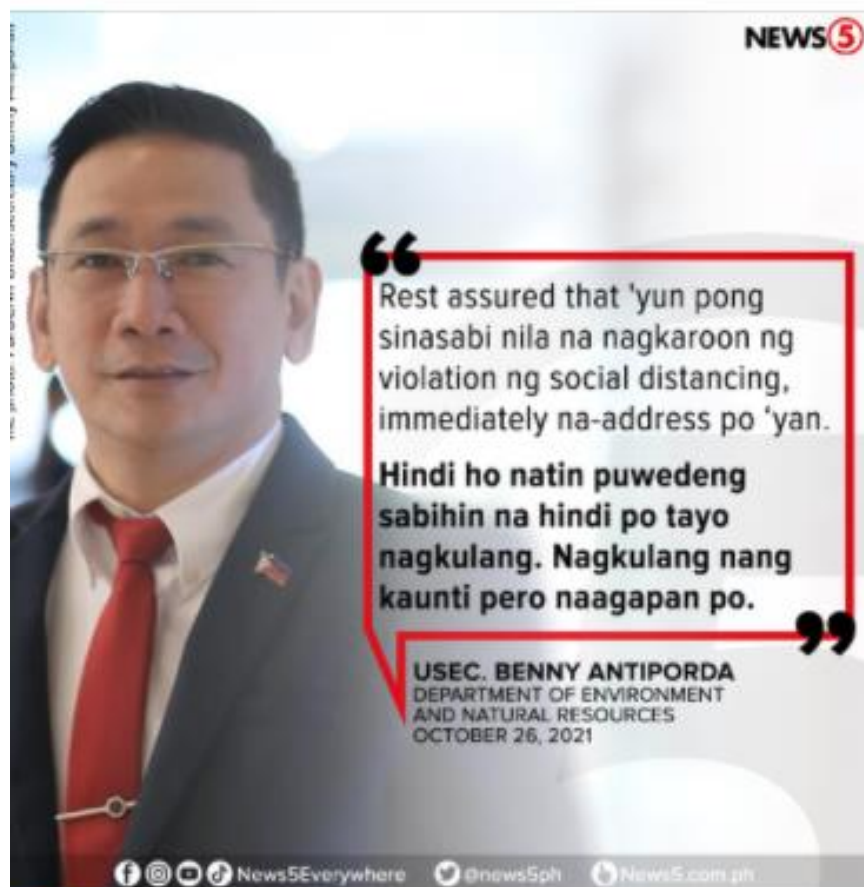 NEWS5
Rest assured that 'yun pong
sinasabi nila na nagkaroon ng
violation ng social distancing,
immediately na-address po 'yan.
Hindi ho natin puwedeng
sabihin na hindi po tayo
nagkulang. Nagkulang nang
kaunti pero naagapan po.
USEC. BENNY ANTIPORDA
DEPARTMENT OF ENVIRONMENT
AND NATURAL RESOURCES
OCTOBER 26, 2021
News5Everywhere @news5ph News5.com.ph